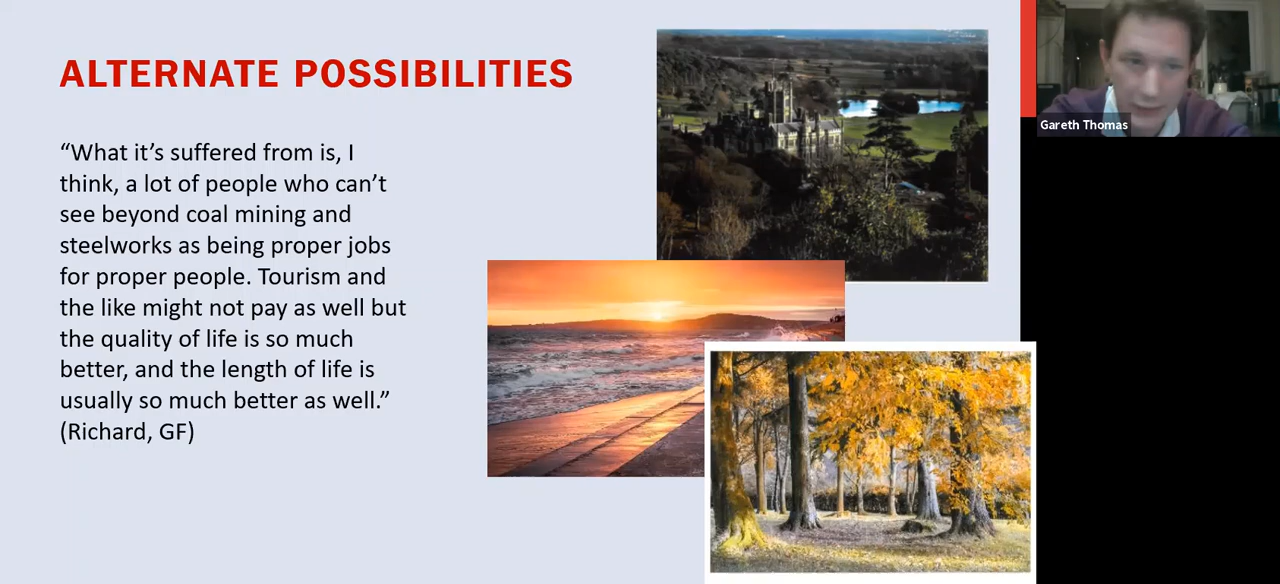 ALTERNATE POSSIBILITIES
“What it’s suffered from is, I
think, a lot of people who can’t
see beyond coal mining and
steelworks as being proper jobs
for proper people. Tourism and
the like might not pay as well but
the quality of life is so much
better, and the length of life is
usually so much better as well.”
(Richard, GF)
Gareth Thomas